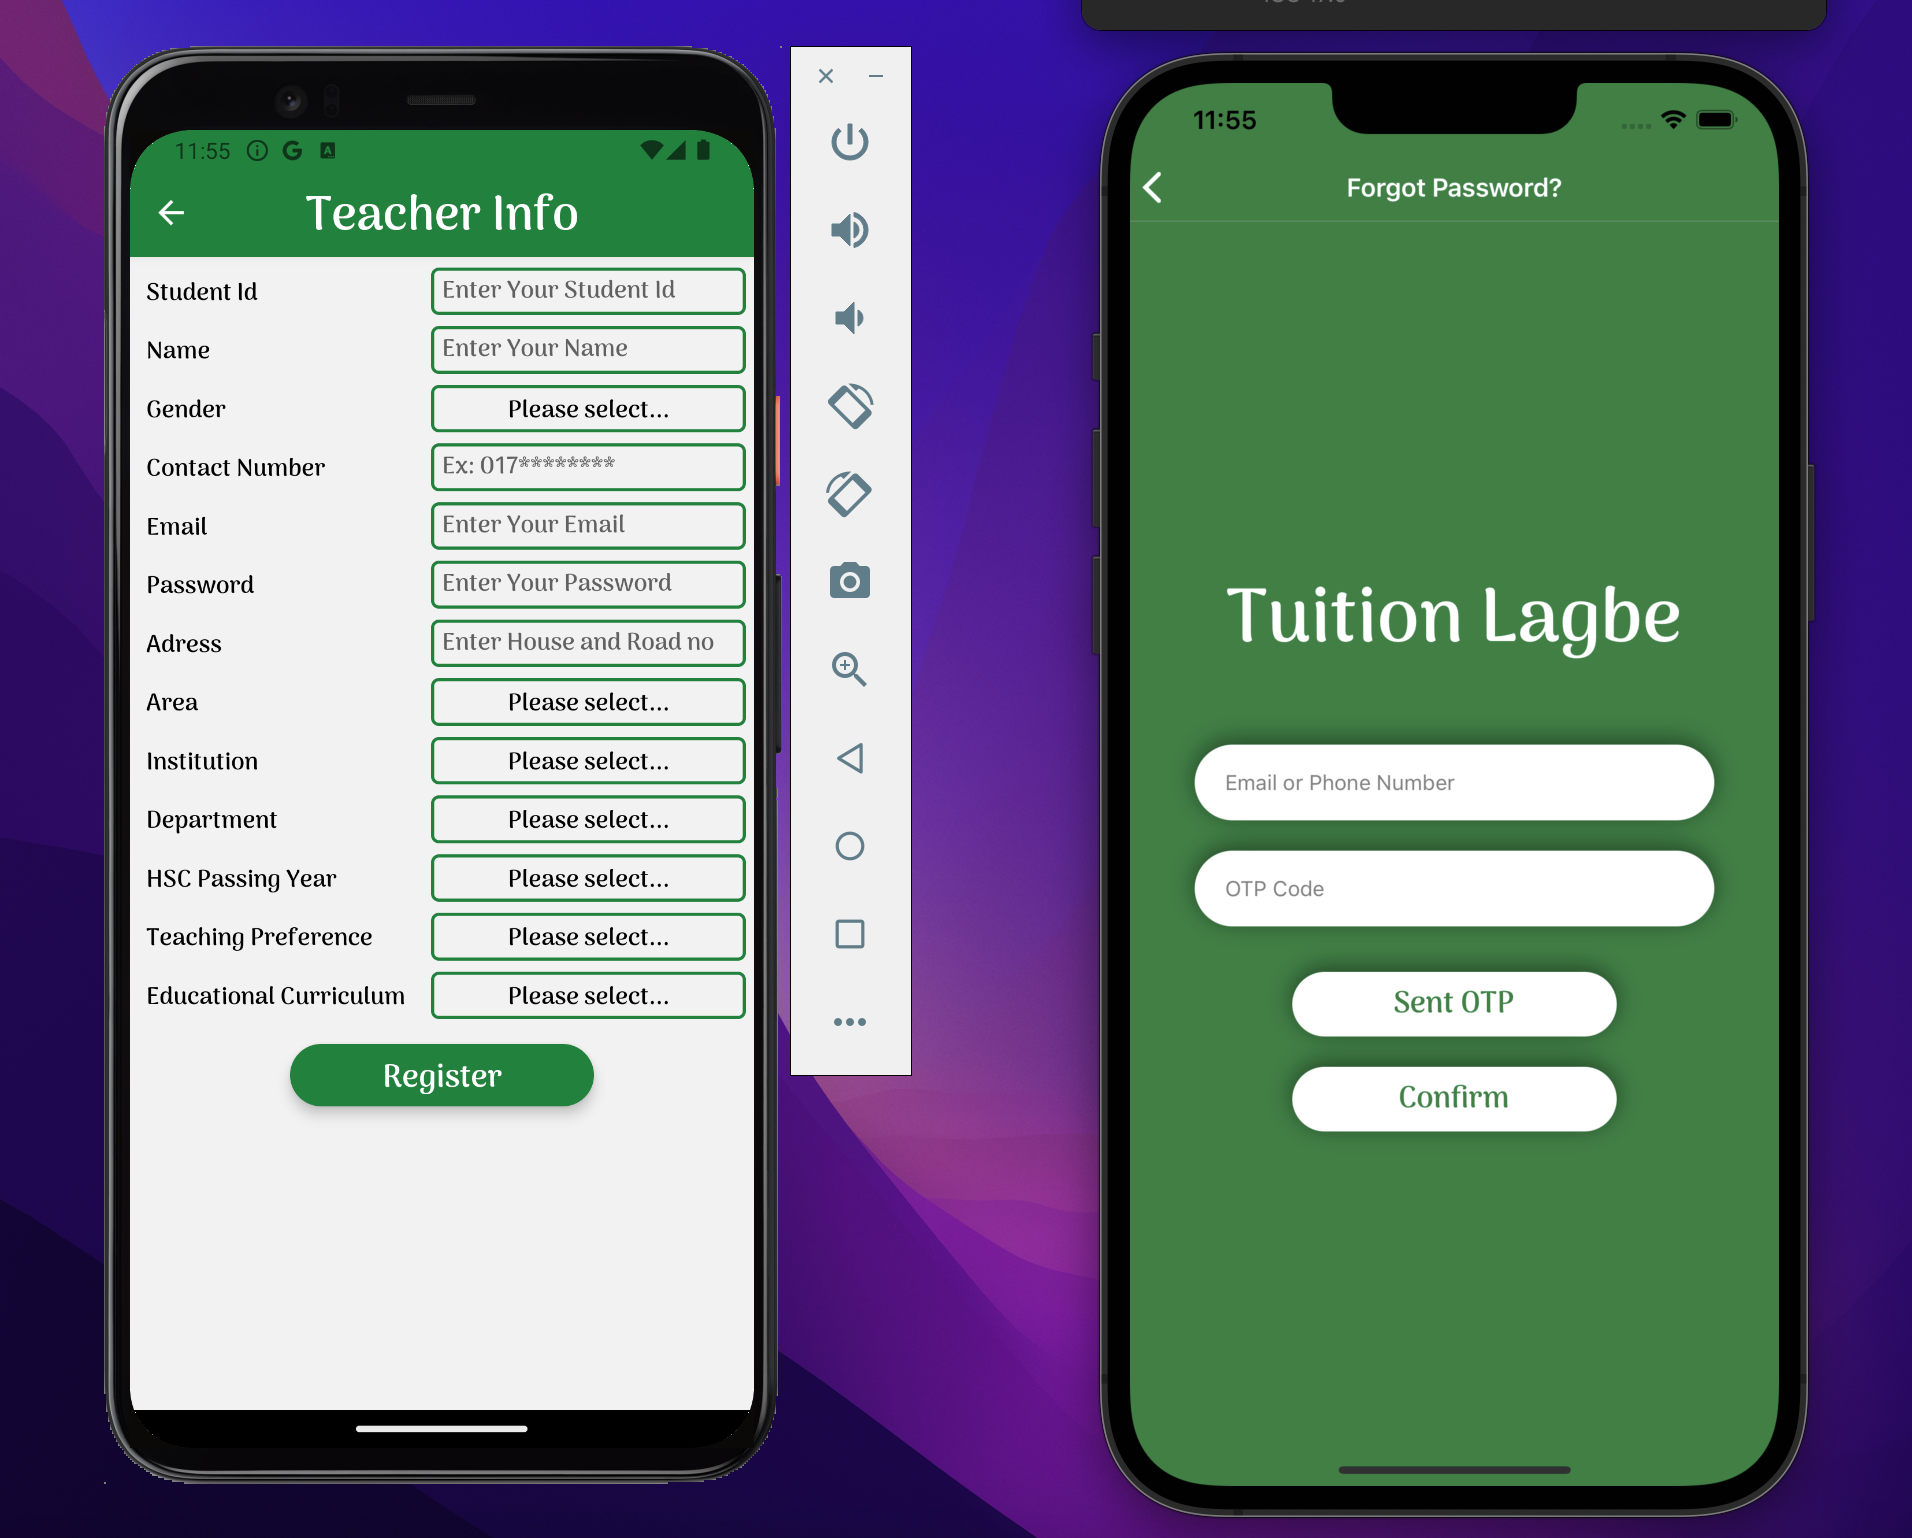 11:55
Teacher Info
Student Id Enter Your Student Id
Name Enter Your Name
Gender Please select...
Contact Number Ex: 017********
Email Enter Your Email
Password Enter Your Password
Adress Enter House and Road no
Area Please select...
Institution Please select...
Department Please select...
HSC Passing Year Please select...
Teaching Preference Please select...
Educational Curriculum Please select...
Register
11:55
Forgot Password?
Tuition Lagbe
Email or Phone Number
OTP Code
Sent OTP
Confirm